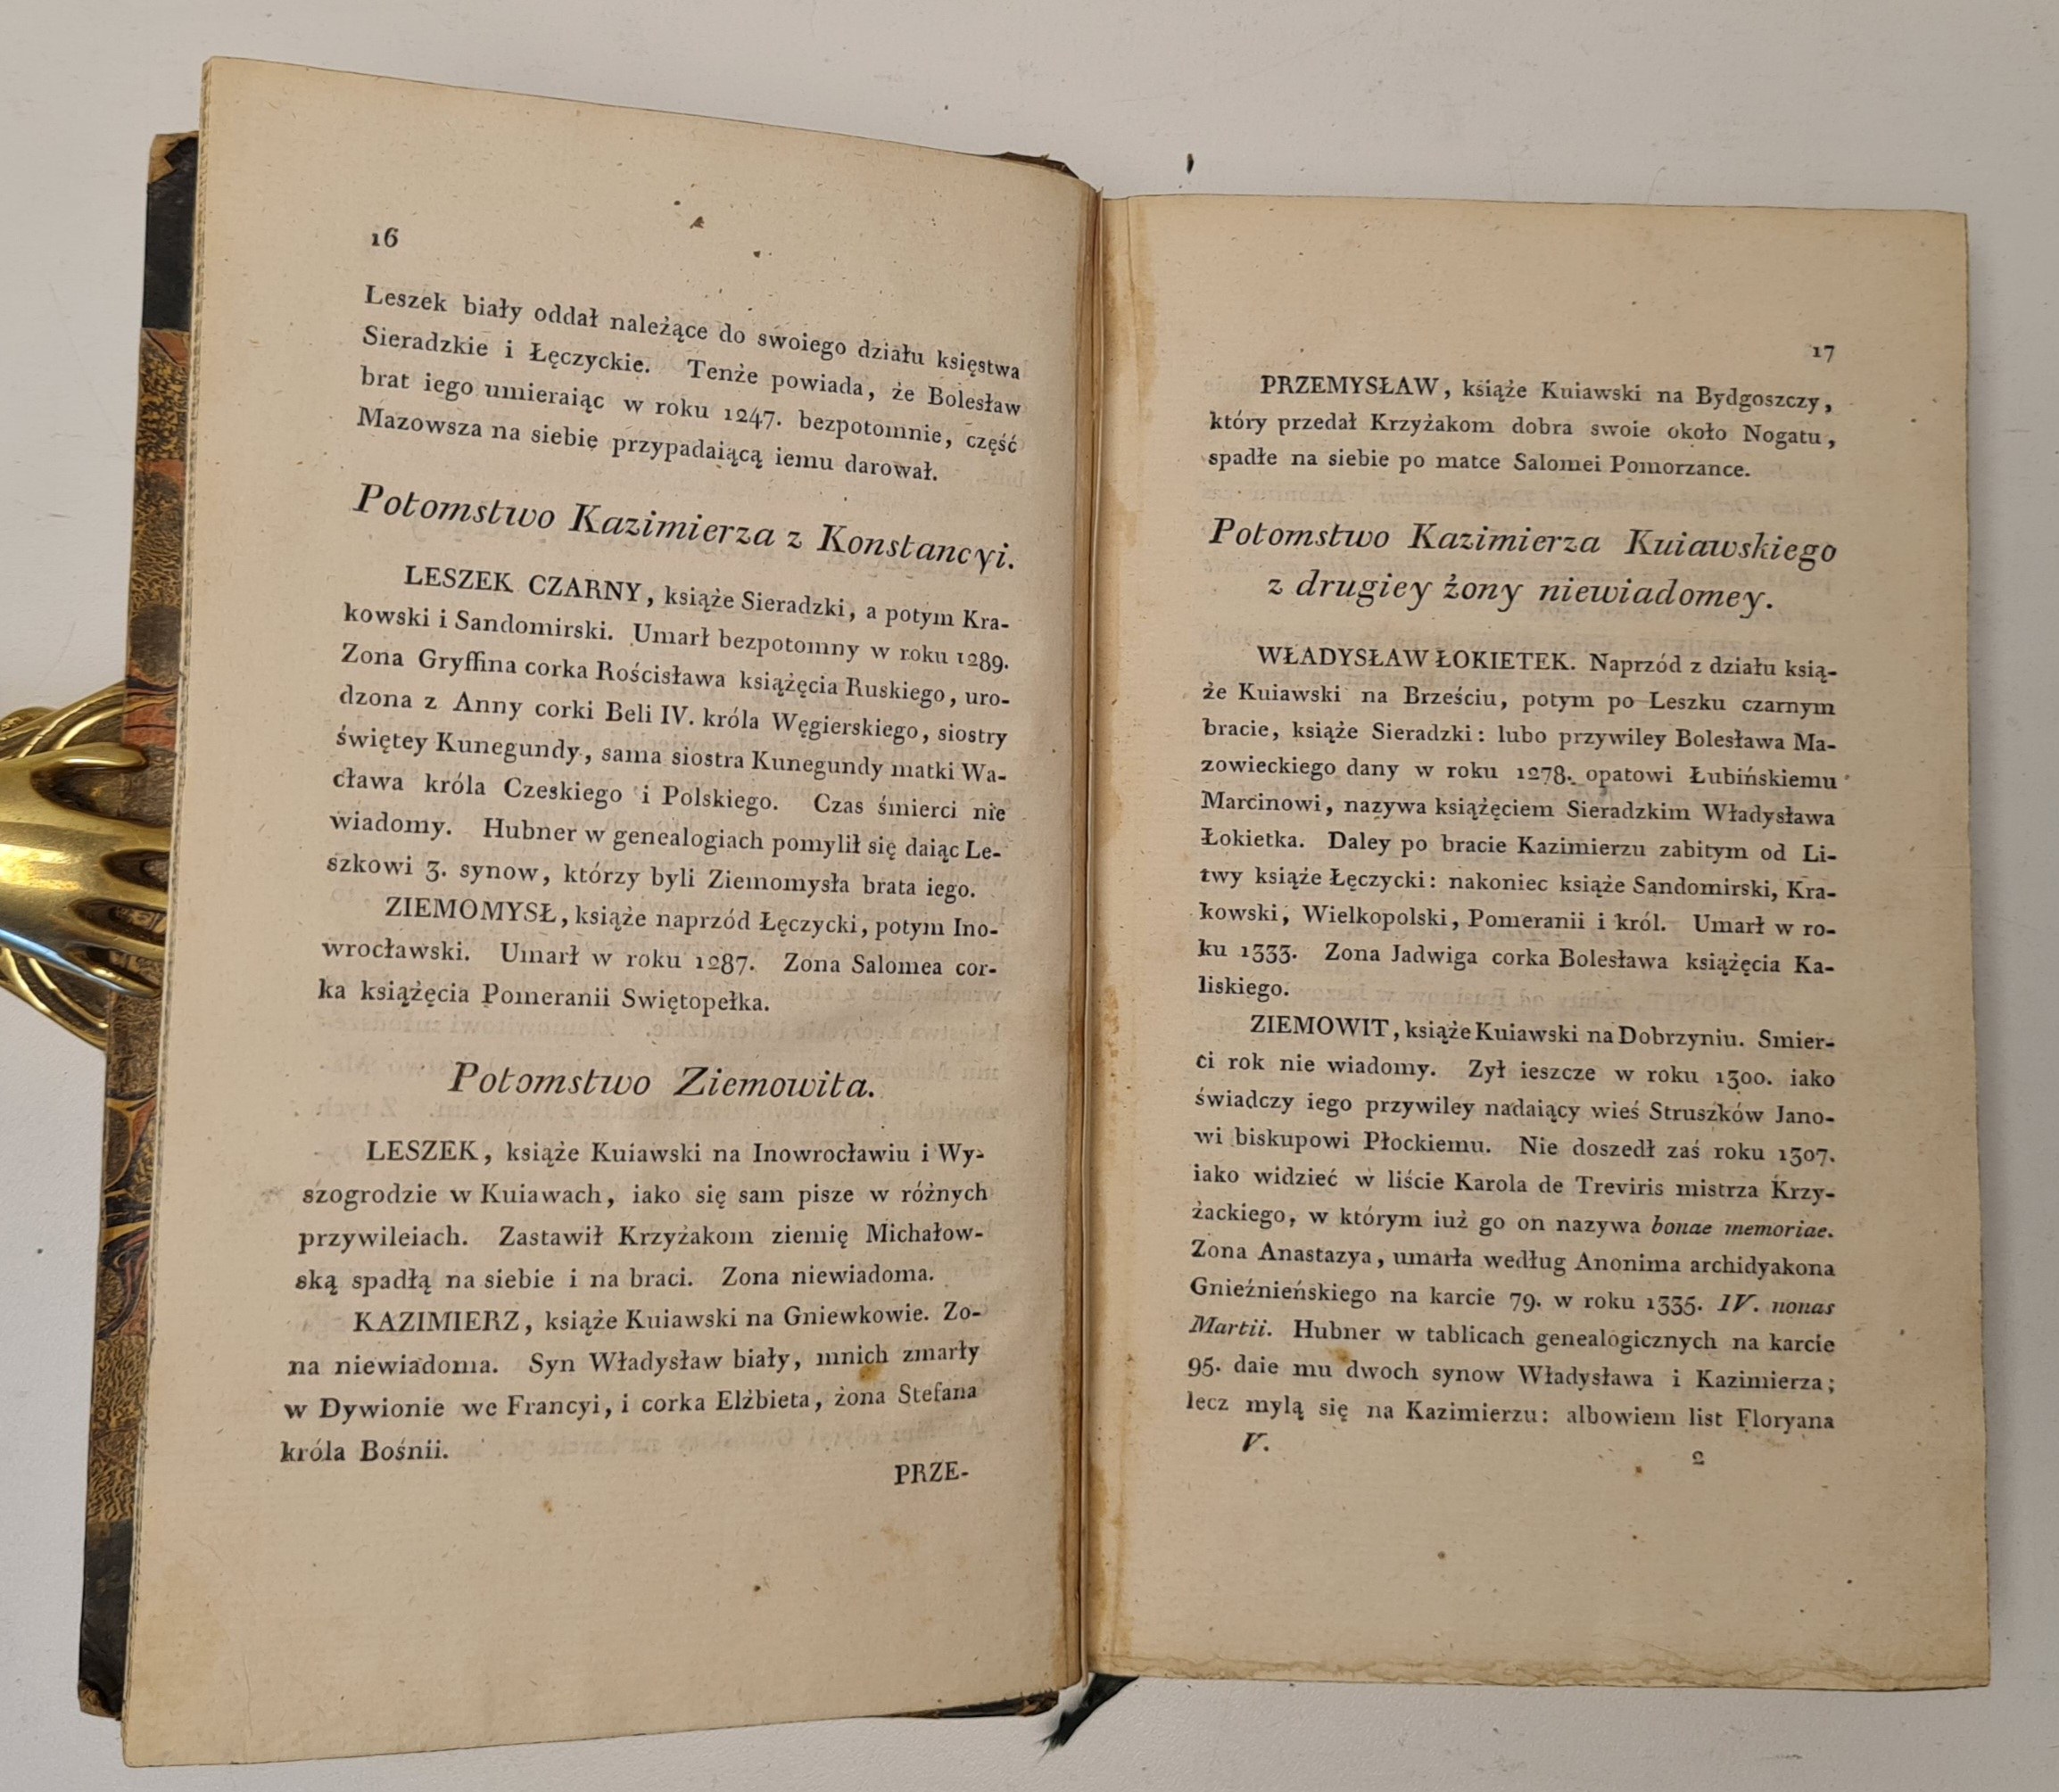 16
Leszek biały oddał należące do swoiego działu księstwa
Sieradzkie i Łęczyckie. Tenże powiada, że Bolesław
brat iego umieraiąc w roku 1247. bezpotomnie, część
Mazowsza na siebie przypadaiącą iemu darował.
Potomstwo Kazimierza z Konstancyi.
LESZEK CZARNY, książe Sieradzki, a potym Kra-
kowski i Sandomirski. Umarł bezpotomny w roku 1289.
Zona Gryffina corka Rościsława książęcia Ruskiego, uro-
dzona z Anny corki Beli IV. króla Węgierskiego, siostry
świętey Kunegundy, sama siostra Kunegundy matki Wa-
cława króla Czeskiego i Polskiego. Czas śmierci nie
wiadomy. Hubner w genealogiach pomylił się daiąc Le-
szkowi 3. synow, którzy byli Ziemomysła brata iego.
ZIEMOMYSŁ, książe naprzód Łęczycki, potym Ino-
wrocławski. Umarł w roku 1287. Zona Salomea cor-
ka książęcia Pomeranii Swiętopełka.
Potomstwo Ziemowita.
LESZEK, książe Kuiawski na Inowrocławiu i Wy-
szogrodzie w Kuiawach, iako się sam pisze w różnych
przywileiach. Zastawił Krzyżakom ziemię Michałow-
ską spadłą na siebie i na braci. Zona niewiadoma.
KAZIMIERZ, książe Kuiawski na Gniewkowie. Zo-
na niewiadoma. Syn Władysław biały, mnich zmarły
w Dywionie we Francyi, i corka Elżbieta, żona Stefana
króla Bośnii.
PRZE-
17
PRZEMYSŁAW, książe Kuiawski na Bydgoszczy,
który przedał Krzyżakom dobra swoie około Nogatu,
spadłe na siebie po matce Salomei Pomorzance.
Potomstwo Kazimierza Kuiawskiego
z drugiey żony niewiadomey.
WŁADYSŁAW ŁOKIETEK. Naprzód z działu ksią-
że Kuiawski na Brześciu, potym po Leszku czarnym
bracie, książe Sieradzki: lubo przywiley Bolesława Ma-
zowieckiego dany w roku 1278. opatowi Łubińskiemu
Marcinowi, nazywa książęciem Sieradzkim Władysława
Łokietka. Daley po bracie Kazimierzu zabitym od Li-
twy książe Łęczycki: nakoniec książe Sandomirski, Kra-
kowski, Wielkopolski, Pomeranii i król. Umarł w ro-
ku 1333. Zona Jadwiga corka Bolesława książęcia Ka-
liskiego.
ZIEMOWIT, książe Kuiawski na Dobrzyniu. Smier-
ci rok nie wiadomy. Zył ieszcze w roku 1300. iako
świadczy iego przywiley nadaiący wieś Struszków Jano-
wi biskupowi Płockiemu. Nie doszedł zaś roku 1307.
iako widzieć w liście Karola de Treviris mistrza Krzy-
żackiego, w którym iuż go on nazywa bonae memoriae.
Zona Anastazya, umarła według Anonima archidyakona
Gnieźnieńskiego na karcie 79. w roku 1335. IV. nonas
Martii. Hubner w tablicach genealogicznych na karcie
95. daie mu dwoch synow Władysława i Kazimierza;
lecz mylą się na Kazimierzu: albowiem list Floryana
V. 2